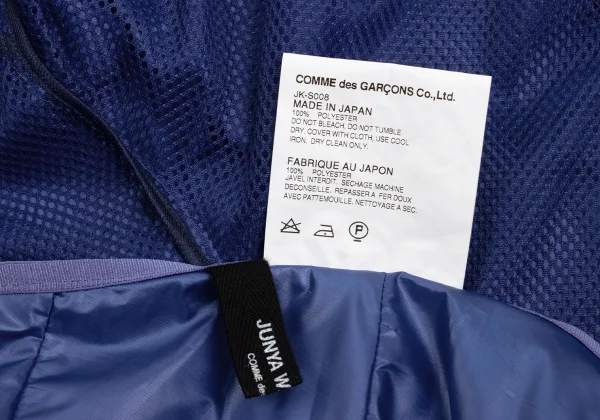 COMME des GARÇONS Co.,Ltd.
JK-S008
MADE IN JAPAN
100% POLYESTER
DO NOT BLEACH, DO NOT TUMBLE
DRY. COVER WITH CLOTH, USE COOL
IRON. DRY CLEAN ONLY.
FABRIQUE AU JAPON
100% POLYESTER
JAVEL INTERDIT. SECHAGE MACHINE
DECONSEILLE. REPASSER A FER DOUX
AVEC PATTEMOUILLE. NETTOYAGE A SEC.
P
JUNYA W
COMME de